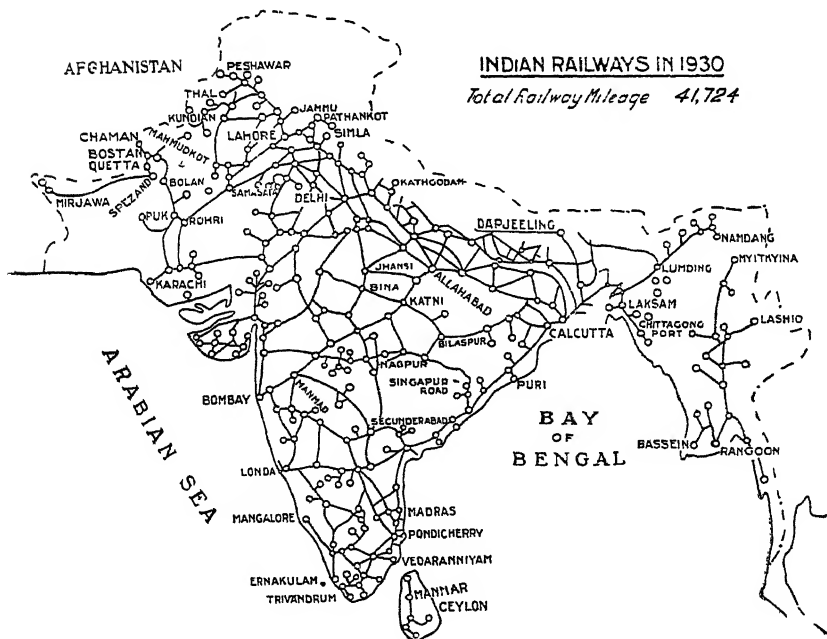 INDIAN RAILWAYS IN 1930
Total Railway Mileage 41,724
AFGHANISTAN
PESHAWAR
THAL
KUNDIAN
JAMMU
PATHANKOT
LAHORE
SIMLA
CHAMAN
MAHMUDKOT
BOSTAN
QUETTA
BOLAN
SPEZAND
MIRJAWA
SAMASATA
DELHI
KATHGODAM
PUK
ROHRI
DARJEELING
NAMDANG
LUMDING
MYITKYINA
KARACHI
JHANSI
BINA
ALLAHABAD
KATNI
LAKSAM
CHITTAGONG
PORT
LASHIO
BILASPUR
CALCUTTA
NAGPUR
SINGAPUR
ROAD
PURI
BOMBAY
MANMAD
ARABIAN SEA
SECUNDERABAD
BAY
OF
BENGAL
BASSEIN
RANGOON
LONDA
MANGALORE
MADRAS
PONDICHERRY
VEDARANNIYAM
ERNAKULAM
TRIVANDRUM
MANMAR
CEYLON